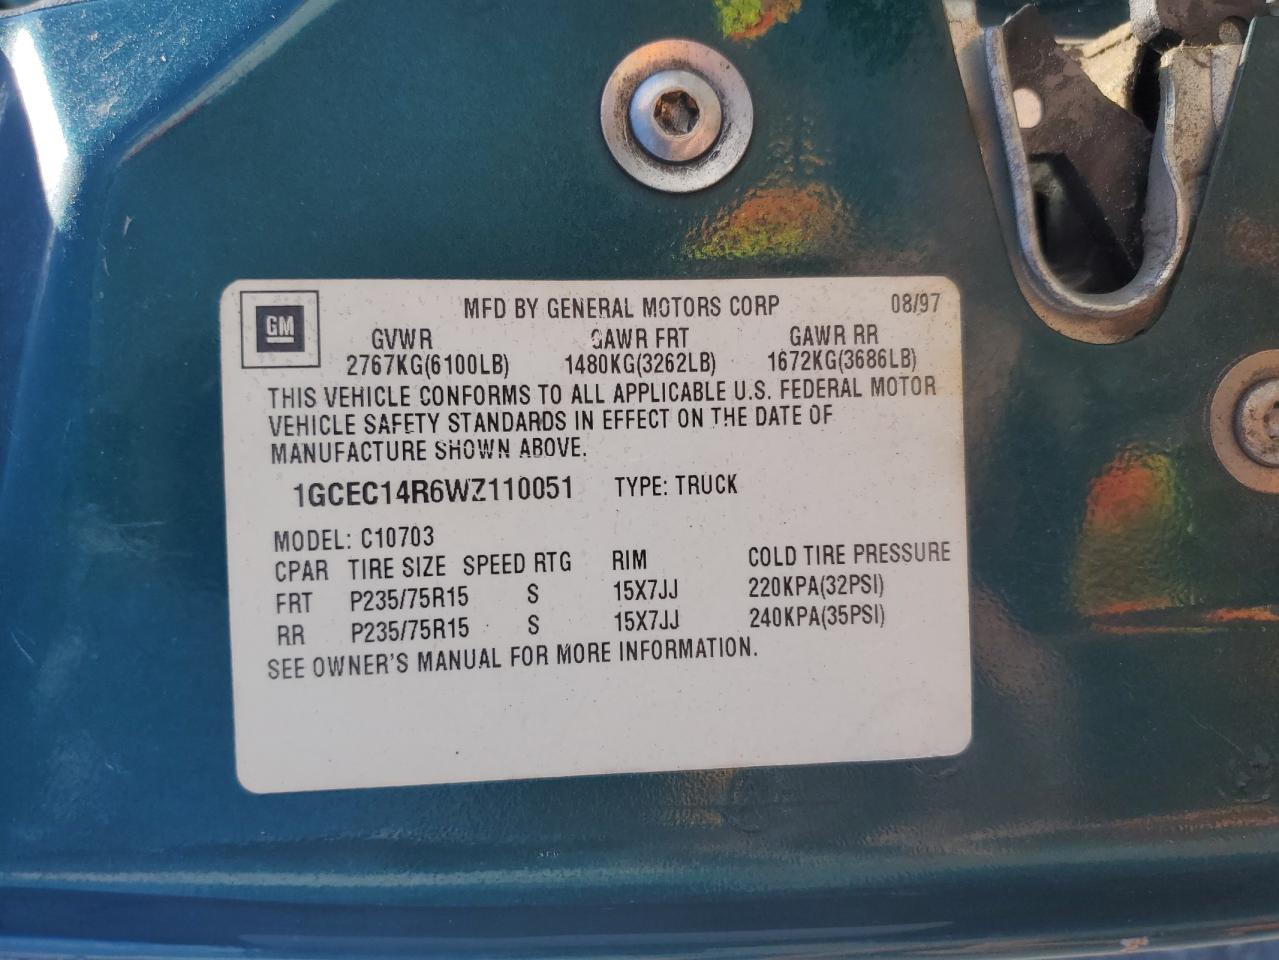 GM
MFD BY GENERAL MOTORS CORP 08/97
GVWR GAWR FRT GAWR RR
2767KG(6100LB) 1480KG(3262LB) 1672KG(3686LB)
THIS VEHICLE CONFORMS TO ALL APPLICABLE U.S. FEDERAL MOTOR
VEHICLE SAFETY STANDARDS IN EFFECT ON THE DATE OF
MANUFACTURE SHOWN ABOVE.
1GCEC14R6WZ110051 TYPE: TRUCK
MODEL: C10703
CPAR TIRE SIZE SPEED RTG RIM COLD TIRE PRESSURE
FRT P235/75R15 S 15X7JJ 220KPA(32PSI)
RR P235/75R15 S 15X7JJ 240KPA(35PSI)
SEE OWNER'S MANUAL FOR MORE INFORMATION.